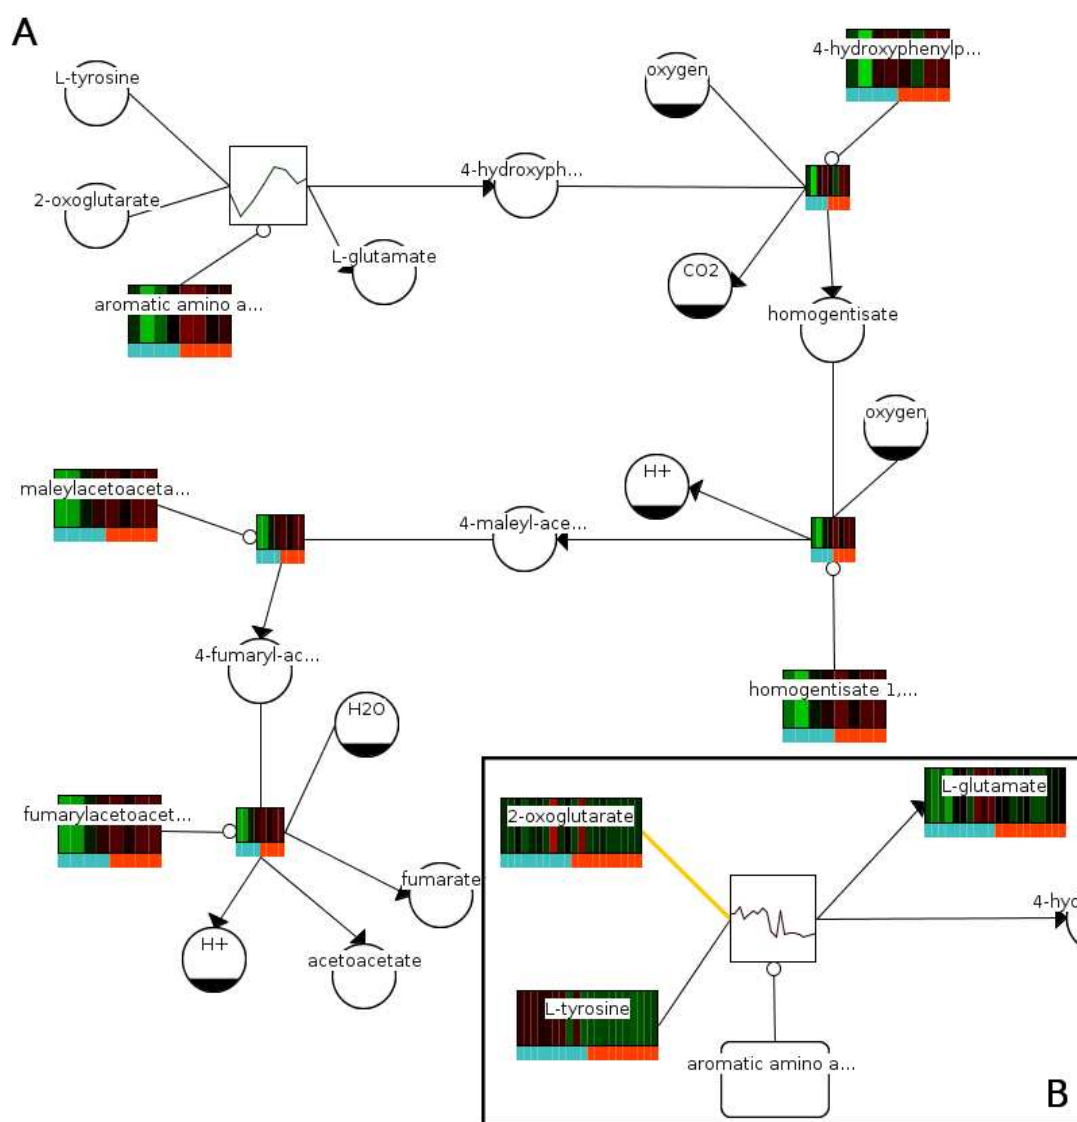 A
4-hydroxyphenylp...
oxygen
L-tyrosine
4-hydroxyph...
2-oxoglutarate
L-glutamate
CO2
aromatic amino a...
homogentisate
oxygen
H+
maleylacetoaceta...
4-maleyl-ace...
4-fumaryl-ac...
homogentisate 1,...
H2O
fumarylacetoacet...
fumarate
H+
acetoacetate
L-glutamate
2-oxoglutarate
4-hyd
L-tyrosine
aromatic amino a...
B